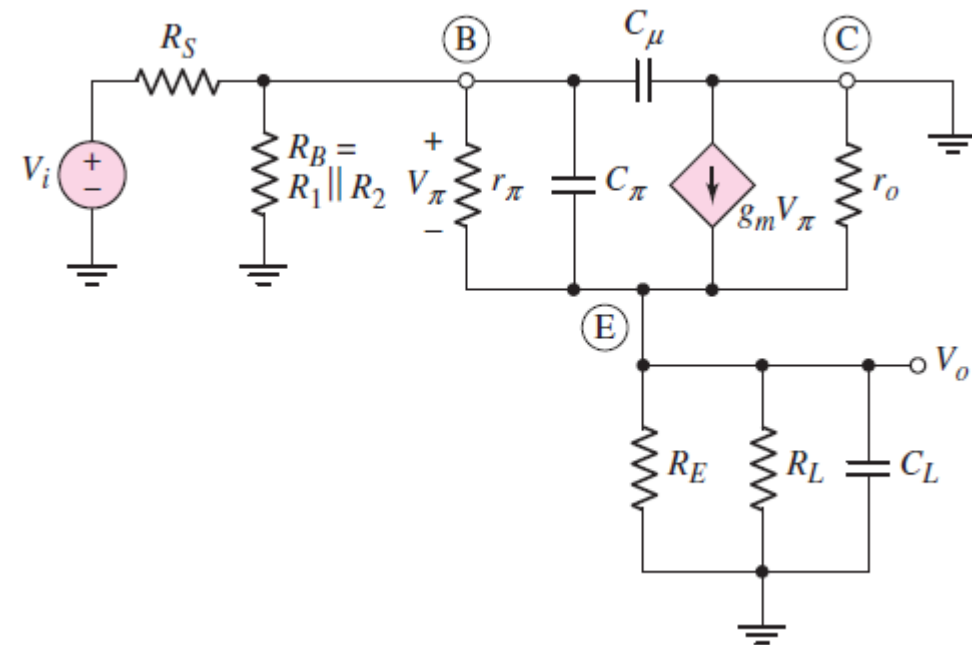 R_S
B
C_μ
C
V_i
+
−
R_B =
R_1 || R_2
+
V_π
−
r_π
C_π
g_m V_π
r_o
E
V_o
R_E
R_L
C_L